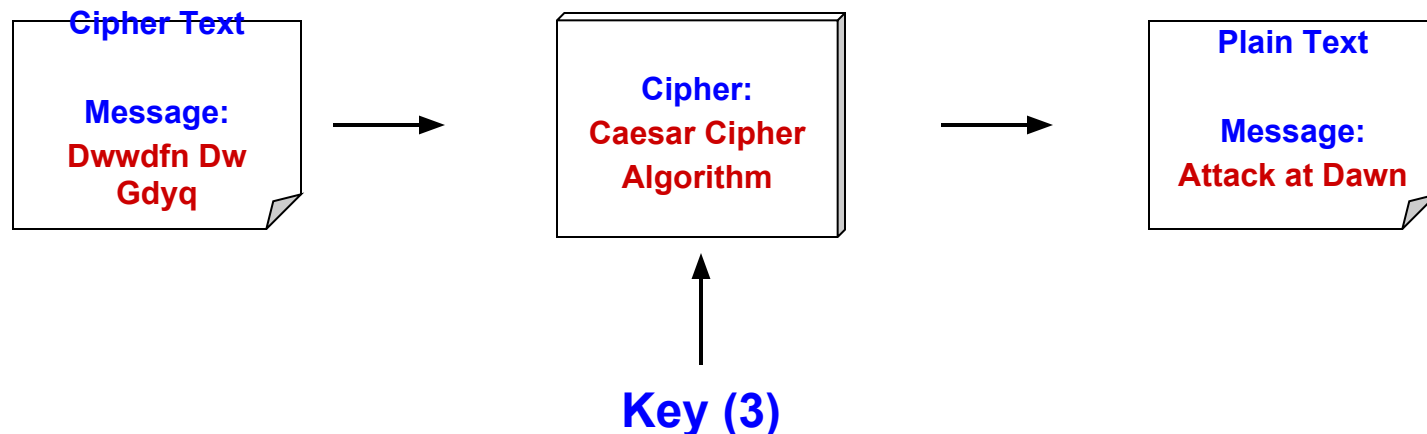 Cipher Text
Message:
Dwwdfn Dw
Gdyq
Cipher:
Caesar Cipher
Algorithm
Key (3)
Plain Text
Message:
Attack at Dawn